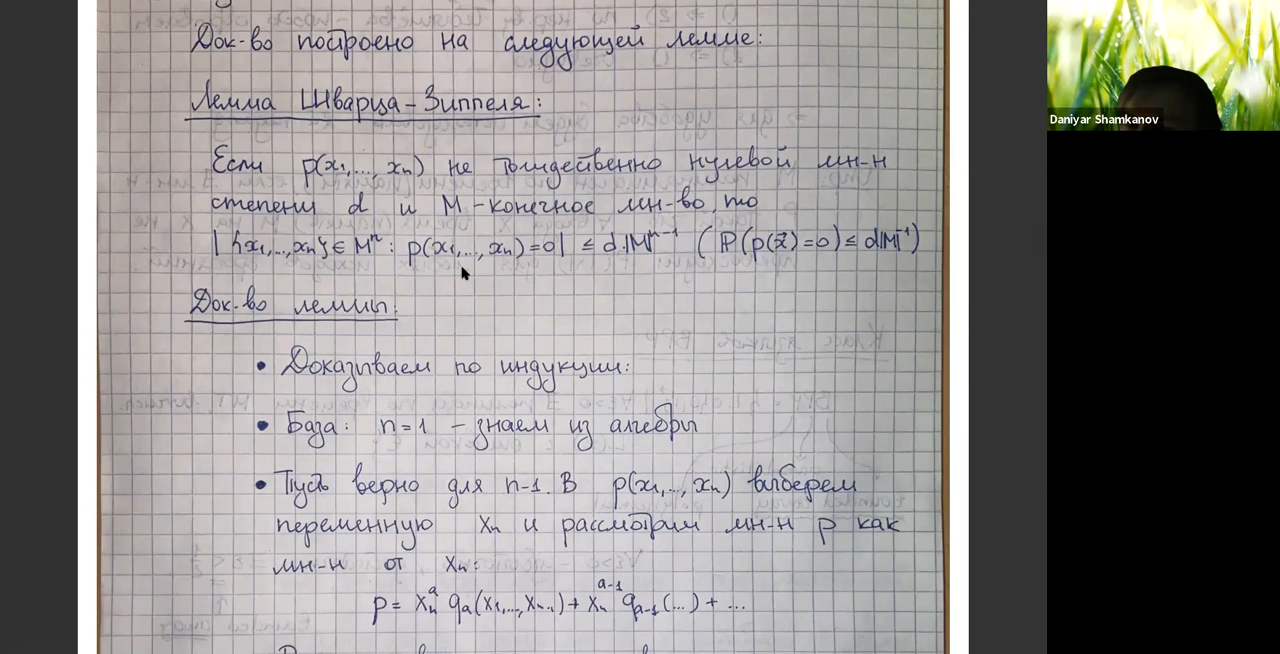 Док-во построено на следующей лемме:
Лемма Шварца-Зиппеля:
Если p(x₁,..., xₙ) не тождественно нулевой мн-н
степени d и M - конечное мн-во, то
|{x₁,...,xₙ} ∈ Mⁿ : p(x₁,..., xₙ)=0| ≤ d|M|ⁿ⁻¹ (ℙ(p(x⃗)=0) ≤ d|M|⁻¹)
Док-во леммы:
• Доказываем по индукции:
• База: n=1 - знаем из алгебры
• Пусть верно для n-1. В p(x₁,..., xₙ) выберем
переменную xₙ и рассмотрим мн-н p как
мн-н от xₙ:
p = xₙᵃ qₐ(x₁,..., xₙ₋₁) + xₙᵃ⁻¹ qₐ₋₁(...) + ...
Daniyar Shamkanov